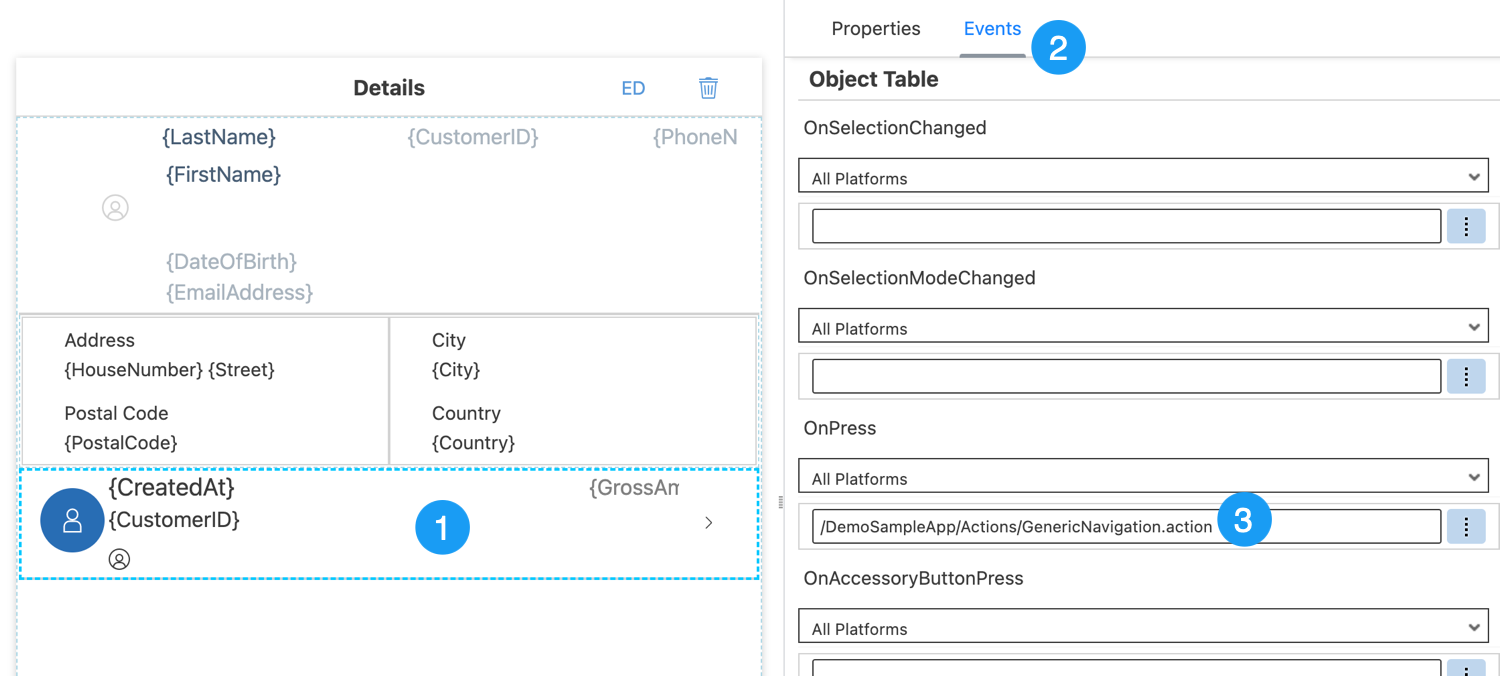 Details ED
{LastName} {CustomerID} {PhoneN
{FirstName}
{DateOfBirth}
{EmailAddress}
Address City
{HouseNumber} {Street} {City}
Postal Code Country
{PostalCode} {Country}
{CreatedAt} {GrossAm
{CustomerID}
1
Properties Events 2
Object Table
OnSelectionChanged
All Platforms
OnSelectionModeChanged
All Platforms
OnPress
All Platforms
/DemoSampleApp/Actions/GenericNavigation.action 3
OnAccessoryButtonPress
All Platforms